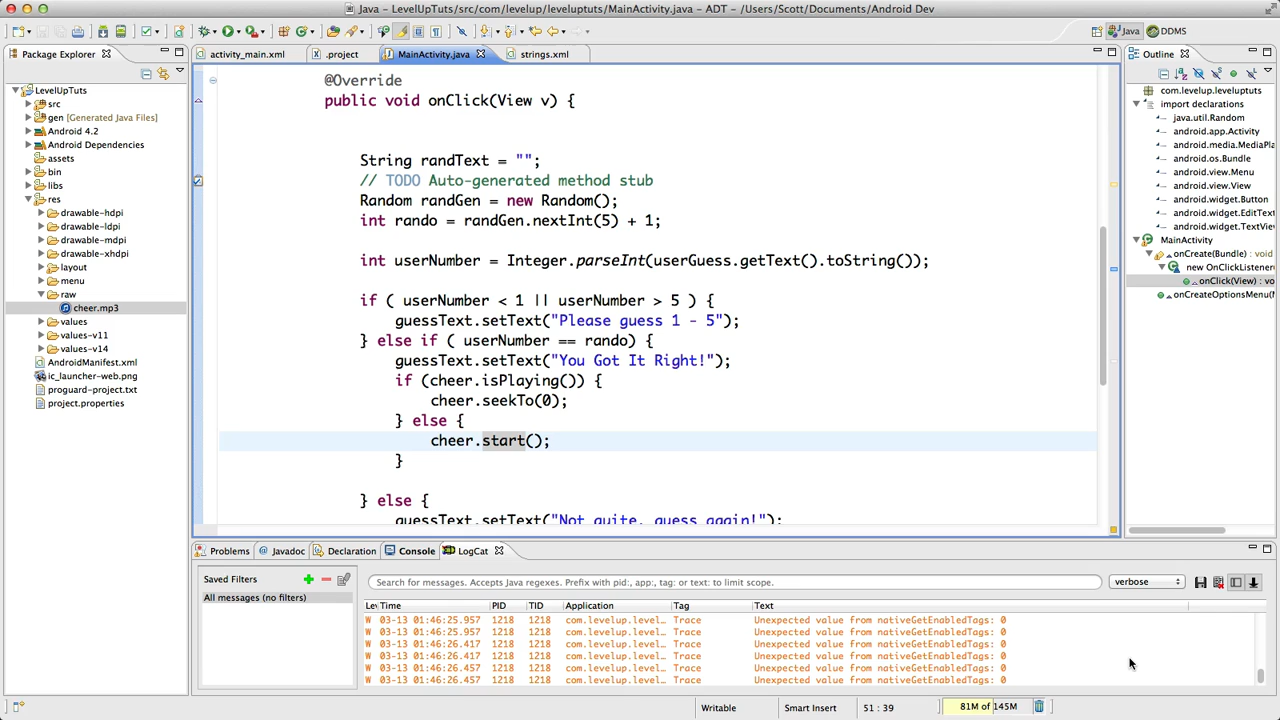 Java - LevelUpTuts/src/com/levelup/leveluptuts/MainActivity.java - ADT - /Users/Scott/Documents/Android Dev
Java
DDMS
Package Explorer
activity_main.xml
.project
MainActivity.java
strings.xml
Outline
LevelUpTuts
src
gen [Generated Java Files]
Android 4.2
Android Dependencies
assets
bin
libs
res
drawable-hdpi
drawable-ldpi
drawable-mdpi
drawable-xhdpi
layout
menu
raw
cheer.mp3
values
values-v11
values-v14
AndroidManifest.xml
ic_launcher-web.png
proguard-project.txt
project.properties
@Override
public void onClick(View v) {
String randText = "";
// TODO Auto-generated method stub
Random randGen = new Random();
int rando = randGen.nextInt(5) + 1;
int userNumber = Integer.parseInt(userGuess.getText().toString());
if ( userNumber < 1 || userNumber > 5 ) {
guessText.setText("Please guess 1 - 5");
} else if ( userNumber == rando) {
guessText.setText("You Got It Right!");
if (cheer.isPlaying()) {
cheer.seekTo(0);
} else {
cheer.start();
}
} else {
guessText.setText("Not quite, guess again!");
com.levelup.leveluptuts
import declarations
java.util.Random
android.app.Activity
android.media.MediaPla
android.os.Bundle
android.view.Menu
android.view.View
android.widget.Button
android.widget.EditText
android.widget.TextView
MainActivity
onCreate(Bundle) : void
new OnClickListener(
onClick(View) : vo
onCreateOptionsMenu(M
Problems
Javadoc
Declaration
Console
LogCat
Saved Filters
All messages (no filters)
Search for messages. Accepts Java regexes. Prefix with pid:, app:, tag: or text: to limit scope.
verbose
Le Time PID TID Application Tag Text
W 03-13 01:46:25.957 1218 1218 com.levelup.level... Trace Unexpected value from nativeGetEnabledTags: 0
W 03-13 01:46:25.957 1218 1218 com.levelup.level... Trace Unexpected value from nativeGetEnabledTags: 0
W 03-13 01:46:26.417 1218 1218 com.levelup.level... Trace Unexpected value from nativeGetEnabledTags: 0
W 03-13 01:46:26.417 1218 1218 com.levelup.level... Trace Unexpected value from nativeGetEnabledTags: 0
W 03-13 01:46:26.457 1218 1218 com.levelup.level... Trace Unexpected value from nativeGetEnabledTags: 0
W 03-13 01:46:26.457 1218 1218 com.levelup.level... Trace Unexpected value from nativeGetEnabledTags: 0
Writable
Smart Insert
51 : 39
81M of 145M